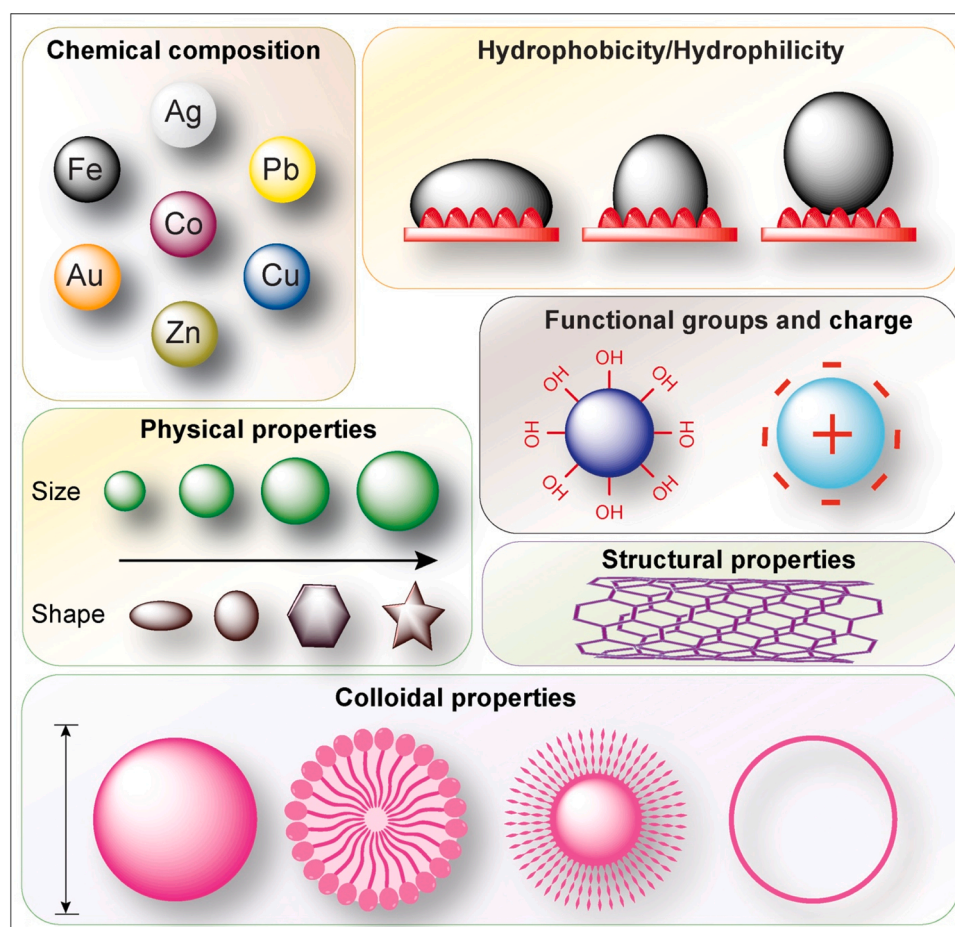 Chemical composition
Ag
Fe
Pb
Co
Au
Cu
Zn
Hydrophobicity/Hydrophilicity
Functional groups and charge
OH
OH
OH
HO
OH
OH
OH
OH
+
Physical properties
Size
Shape
Structural properties
Colloidal properties